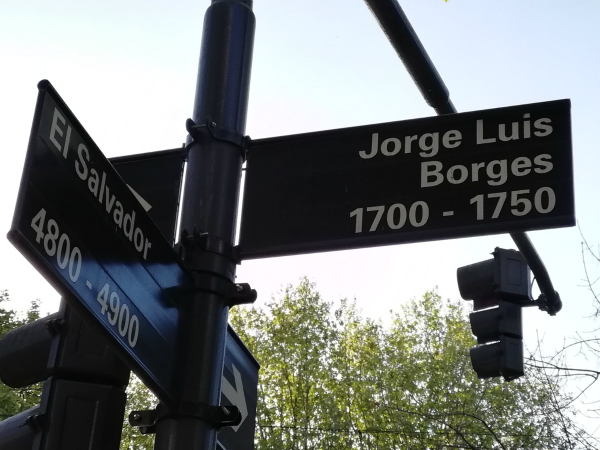 El Salvador
4800 - 4900
Jorge Luis
Borges
1700 - 1750